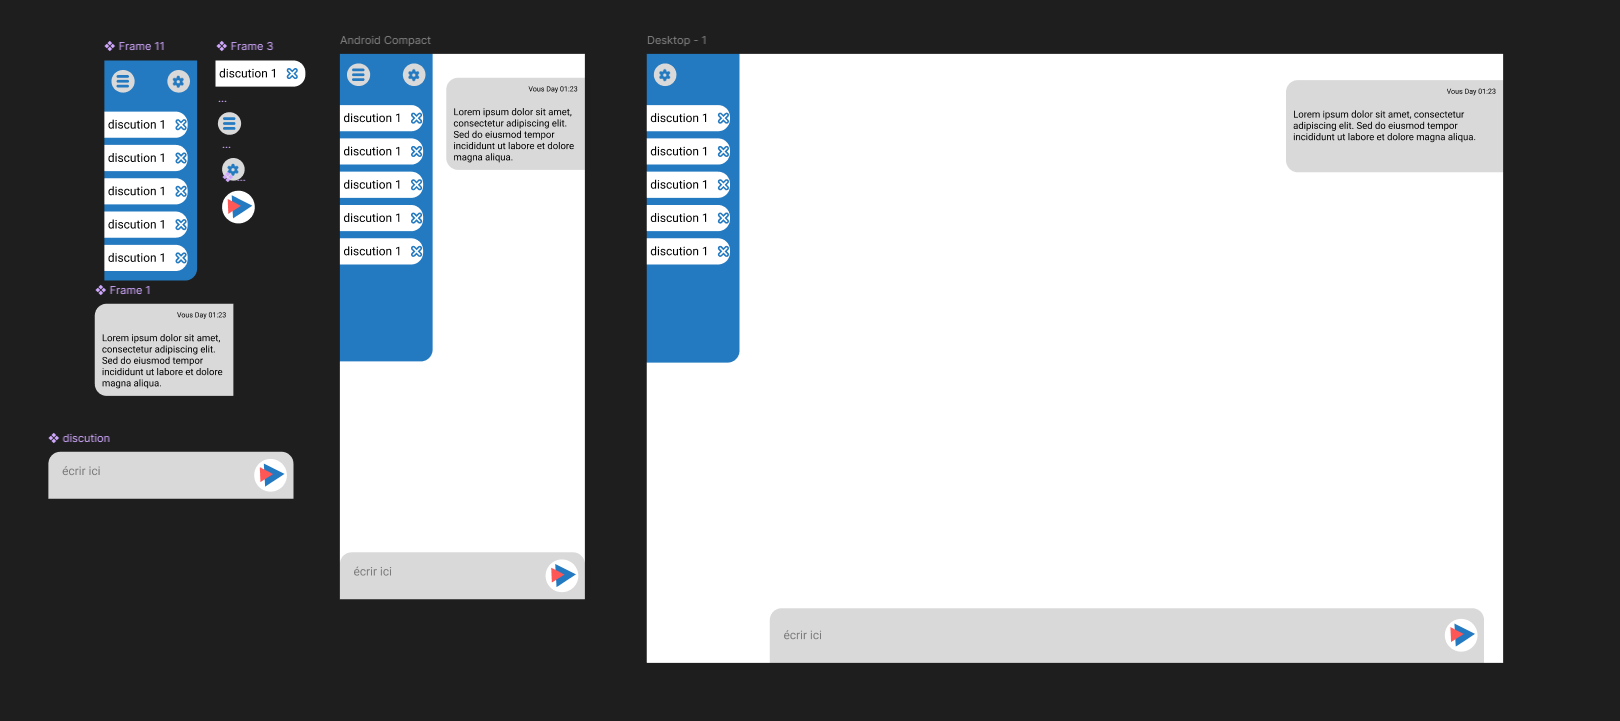 Frame 11
discution 1
discution 1
discution 1
discution 1
discution 1
Frame 3
discution 1
...
...
...
Frame 1
Vous Day 01:23
Lorem ipsum dolor sit amet,
consectetur adipiscing elit.
Sed do eiusmod tempor
incididunt ut labore et dolore
magna aliqua.
discution
écrir ici
Android Compact
discution 1
discution 1
discution 1
discution 1
discution 1
Vous Day 01:23
Lorem ipsum dolor sit amet,
consectetur adipiscing elit.
Sed do eiusmod tempor
incididunt ut labore et dolore
magna aliqua.
écrir ici
Desktop - 1
discution 1
discution 1
discution 1
discution 1
discution 1
Vous Day 01:23
Lorem ipsum dolor sit amet, consectetur
adipiscing elit. Sed do eiusmod tempor
incididunt ut labore et dolore magna aliqua.
écrir ici